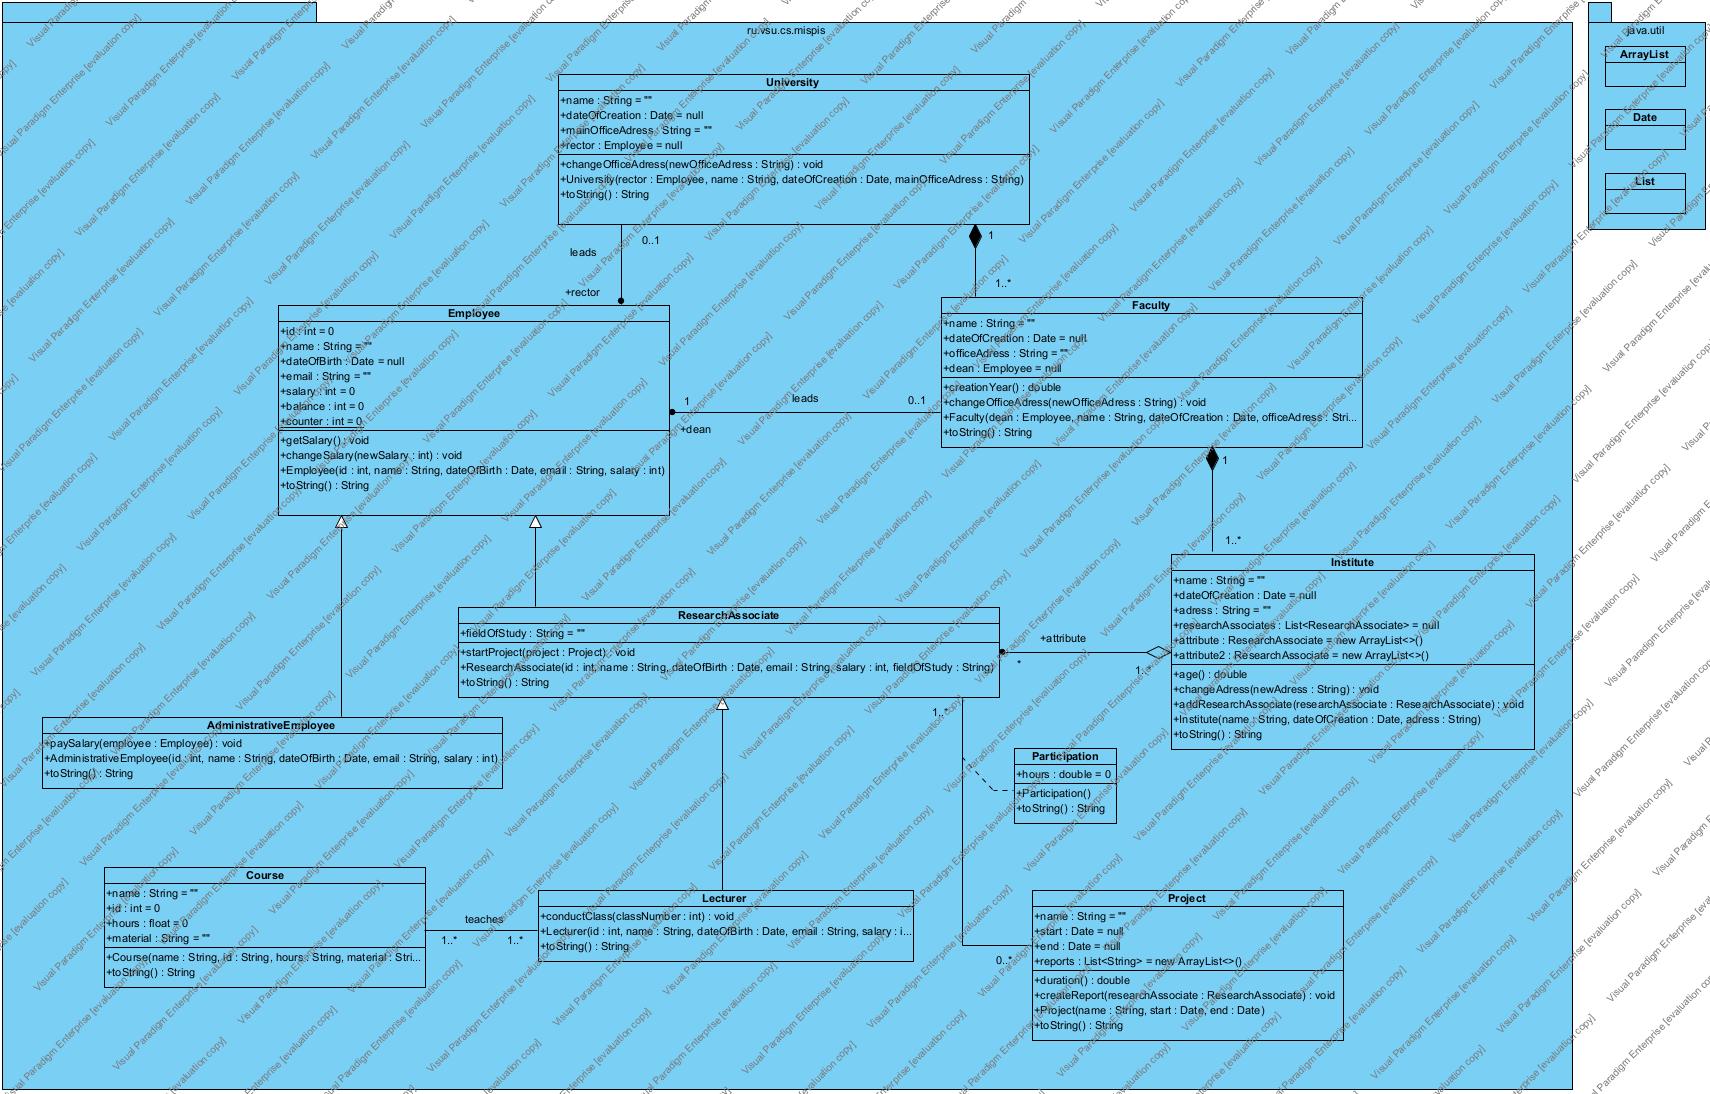 ru.vsu.cs.mispis
University
+name : String = ""
+dateOfCreation : Date = null
+mainOfficeAdress : String = ""
+rector : Employee = null
+changeOfficeAdress(newOfficeAdress : String) : void
+University(rector : Employee, name : String, dateOfCreation : Date, mainOfficeAdress : String)
+toString() : String
java.util
ArrayList
Date
List
leads
0..1
+rector
1
1..*
Employee
+id : int = 0
+name : String = ""
+dateOfBirth : Date = null
+email : String = ""
+salary : int = 0
+balance : int = 0
+counter : int = 0
+getSalary() : void
+changeSalary(newSalary : int) : void
+Employee(id : int, name : String, dateOfBirth : Date, email : String, salary : int)
+toString() : String
1
leads
0..1
+dean
Faculty
+name : String = ""
+dateOfCreation : Date = null
+officeAdress : String = ""
+dean : Employee = null
+creationYear() : double
+changeOfficeAdress(newOfficeAdress : String) : void
+Faculty(dean : Employee, name : String, dateOfCreation : Date, officeAdress : Stri...
+toString() : String
1
1..*
Institute
+name : String = ""
+dateOfCreation : Date = null
+adress : String = ""
+researchAssociates : List<ResearchAssociate> = null
+attribute : ResearchAssociate = new ArrayList<>()
+attribute2 : ResearchAssociate = new ArrayList<>()
+age() : double
+changeAdress(newAdress : String) : void
+addResearchAssociate(researchAssociate : ResearchAssociate) : void
+Institute(name : String, dateOfCreation : Date, adress : String)
+toString() : String
ResearchAssociate
+fieldOfStudy : String = ""
+startProject(project : Project) : void
+ResearchAssociate(id : int, name : String, dateOfBirth : Date, email : String, salary : int, fieldOfStudy : String)
+toString() : String
+attribute
*
1..*
1..*
AdministrativeEmployee
+paySalary(employee : Employee) : void
+AdministrativeEmployee(id : int, name : String, dateOfBirth : Date, email : String, salary : int)
+toString() : String
Participation
+hours : double = 0
+Participation()
+toString() : String
Course
+name : String = ""
+id : int = 0
+hours : float = 0
+material : String = ""
+Course(name : String, id : String, hours : String, material : Stri...
+toString() : String
teaches
1..*
1..*
Lecturer
+conductClass(classNumber : int) : void
+Lecturer(id : int, name : String, dateOfBirth : Date, email : String, salary : i...
+toString() : String
0..*
Project
+name : String = ""
+start : Date = null
+end : Date = null
+reports : List<String> = new ArrayList<>()
+duration() : double
+createReport(researchAssociate : ResearchAssociate) : void
+Project(name : String, start : Date, end : Date)
+toString() : String
Visual Paradigm Enterprise [evaluation copy]